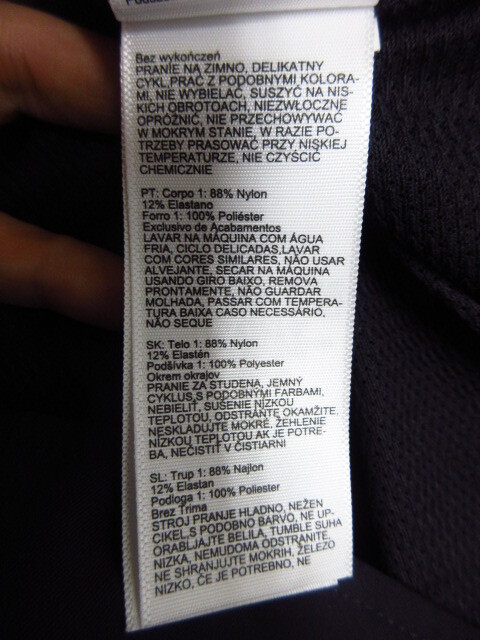 Bez wykończeń
PRANIE NA ZIMNO, DELIKATNY
CYKL,PRAĆ Z PODOBNYMI KOLORA-
MI, NIE WYBIELAĆ, SUSZYĆ NA NIS-
KICH OBROTOACH, NIEZWŁOCZNE
OPRÓŻNIĆ, NIE PRZECHOWYWAĆ
W MOKRYM STANIE, W RAZIE PO-
TRZEBY PRASOWAĆ PRZY NISKIEJ
TEMPERATURZE, NIE CZYŚCIĆ
CHEMICZNIE
PT: Corpo 1: 88% Nylon
12% Elastano
Forro 1: 100% Poliéster
Exclusivo de Acabamentos
LAVAR NA MÁQUINA COM ÁGUA
FRIA, CICLO DELICADAS,LAVAR
COM CORES SIMILARES, NÃO USAR
ALVEJANTE, SECAR NA MÁQUINA
USANDO GIRO BAIXO, REMOVA
PRONTAMENTE, NÃO GUARDAR
MOLHADA, PASSAR COM TEMPERA-
TURA BAIXA CASO NECESSÁRIO,
NÃO SEQUE
SK: Telo 1: 88% Nylon
12% Elastén
Podšívka 1: 100% Polyester
Okrem okrajov
PRANIE ZA STUDENA, JEMNÝ
CYKLUS,S PODOBNÝMI FARBAMI,
NEBIELIŤ, SUŠENIE NÍZKOU
TEPLOTOU, ODSTRÁŇTE OKAMŽITE,
NESKLADUJTE MOKRÉ, ŽEHLENIE
NÍZKOU TEPLOTOU AK JE POTRE-
BA, NEČISTIŤ V ČISTIARNI
SL: Trup 1: 88% Najlon
12% Elastan
Podloga 1: 100% Poliester
Brez Trima
STROJ PRANJE HLADNO, NEŽEN
CIKEL,S PODOBNO BARVO, NE UP-
ORABLJAJTE BELILA, TUMBLE SUHA
NIZKA, NEMUDOMA ODSTRANITE,
NE SHRANJUJTE MOKRIH, ŽELEZO
NIZKO, ČE JE POTREBNO, NE